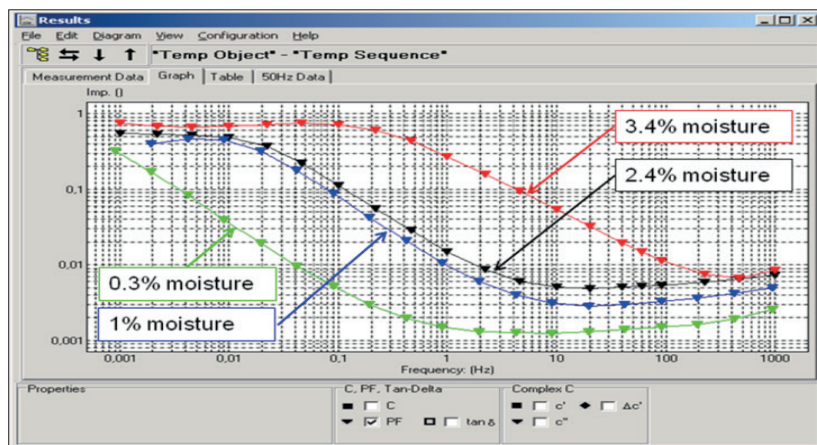 Results
File Edit Diagram View Configuration Help
"Temp Object" - "Temp Sequence"
Measurement Data Graph Table 50Hz Data
Imp. ()
1
3.4% moisture
2.4% moisture
0,1
0,01
0.3% moisture
1% moisture
0,001
0,001 0,01 0,1 1 10 100 1000
Frequency: (Hz)
Properties
C, PF, Tan-Delta
Complex C
C
c' Δc'
PF tan δ
c''